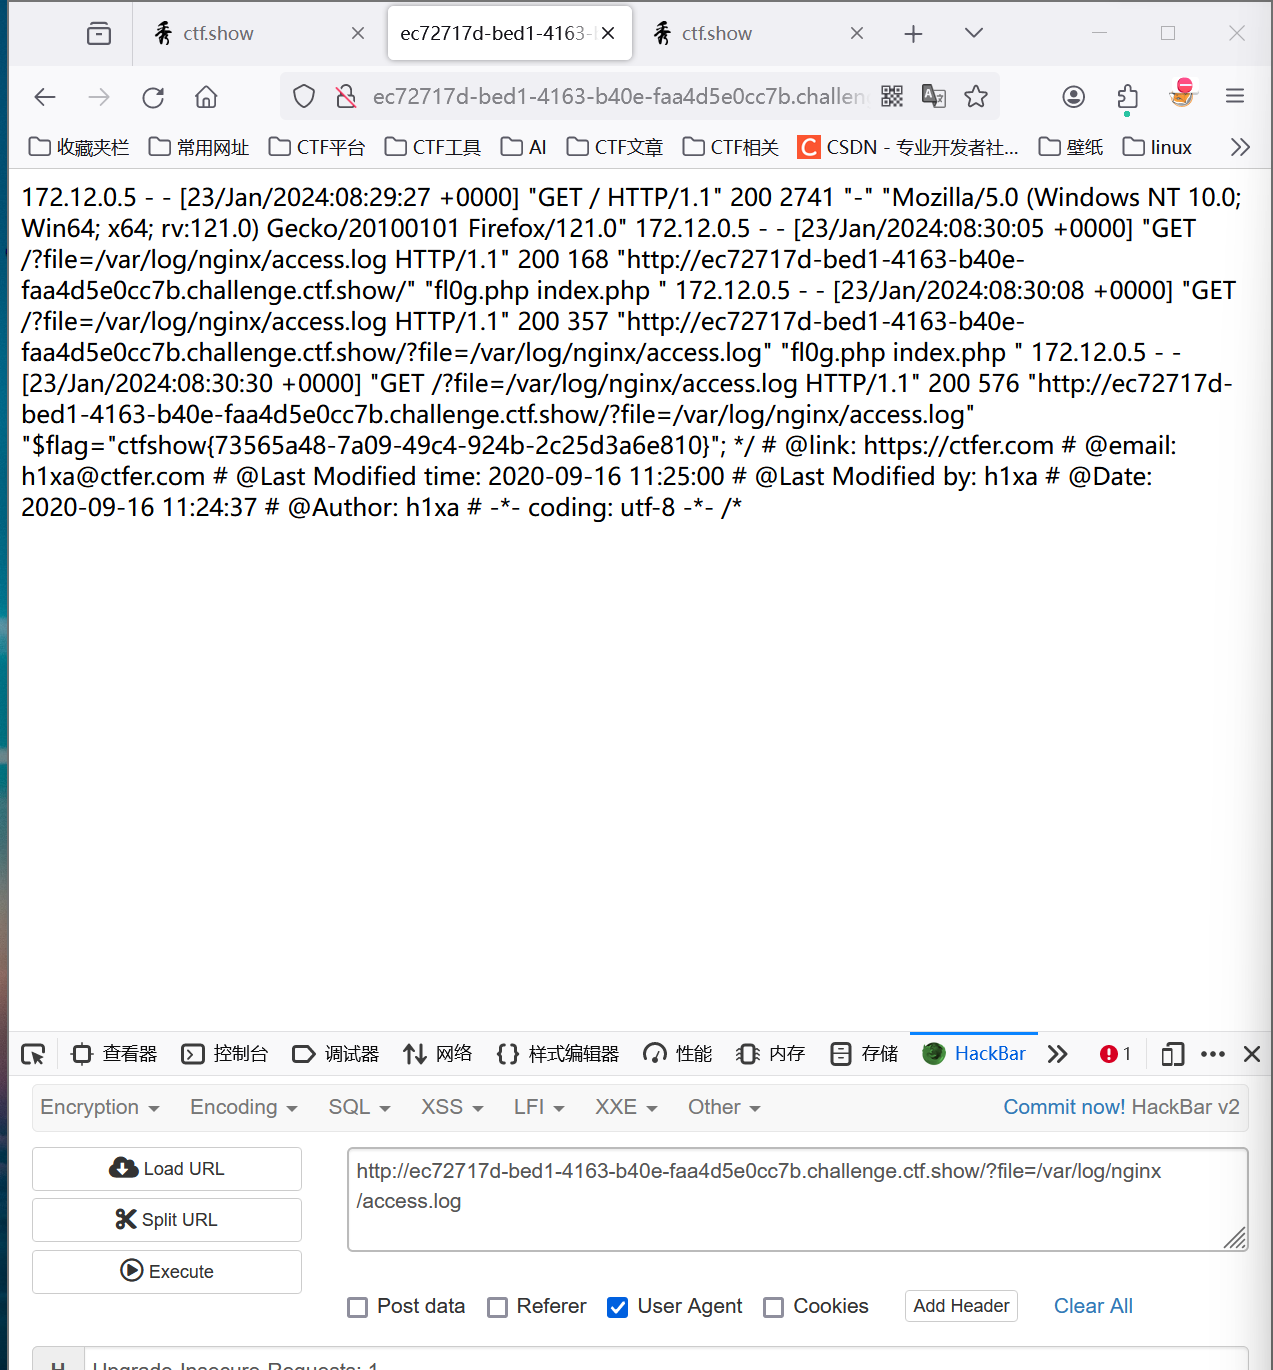 ctf.show
ec72717d-bed1-4163-
ctf.show
ec72717d-bed1-4163-b40e-faa4d5e0cc7b.challen
收藏夹栏 常用网址 CTF平台 CTF工具 AI CTF文章 CTF相关 CSDN - 专业开发者社... 壁纸 linux
172.12.0.5 - - [23/Jan/2024:08:29:27 +0000] "GET / HTTP/1.1" 200 2741 "-" "Mozilla/5.0 (Windows NT 10.0;
Win64; x64; rv:121.0) Gecko/20100101 Firefox/121.0" 172.12.0.5 - - [23/Jan/2024:08:30:05 +0000] "GET
/?file=/var/log/nginx/access.log HTTP/1.1" 200 168 "http://ec72717d-bed1-4163-b40e-
faa4d5e0cc7b.challenge.ctf.show/" "fl0g.php index.php " 172.12.0.5 - - [23/Jan/2024:08:30:08 +0000] "GET
/?file=/var/log/nginx/access.log HTTP/1.1" 200 357 "http://ec72717d-bed1-4163-b40e-
faa4d5e0cc7b.challenge.ctf.show/?file=/var/log/nginx/access.log" "fl0g.php index.php " 172.12.0.5 - -
[23/Jan/2024:08:30:30 +0000] "GET /?file=/var/log/nginx/access.log HTTP/1.1" 200 576 "http://ec72717d-
bed1-4163-b40e-faa4d5e0cc7b.challenge.ctf.show/?file=/var/log/nginx/access.log"
"$flag="ctfshow{73565a48-7a09-49c4-924b-2c25d3a6e810}"; */ # @link: https://ctfer.com # @email:
h1xa@ctfer.com # @Last Modified time: 2020-09-16 11:25:00 # @Last Modified by: h1xa # @Date:
2020-09-16 11:24:37 # @Author: h1xa # -*- coding: utf-8 -*- /*
查看器 控制台 调试器 网络 样式编辑器 性能 内存 存储 HackBar 1
Encryption Encoding SQL XSS LFI XXE Other Commit now! HackBar v2
Load URL
Split URL
Execute
http://ec72717d-bed1-4163-b40e-faa4d5e0cc7b.challenge.ctf.show/?file=/var/log/nginx
/access.log
Post data Referer User Agent Cookies Add Header Clear All
H Upgrade-Insecure-Requests: 1